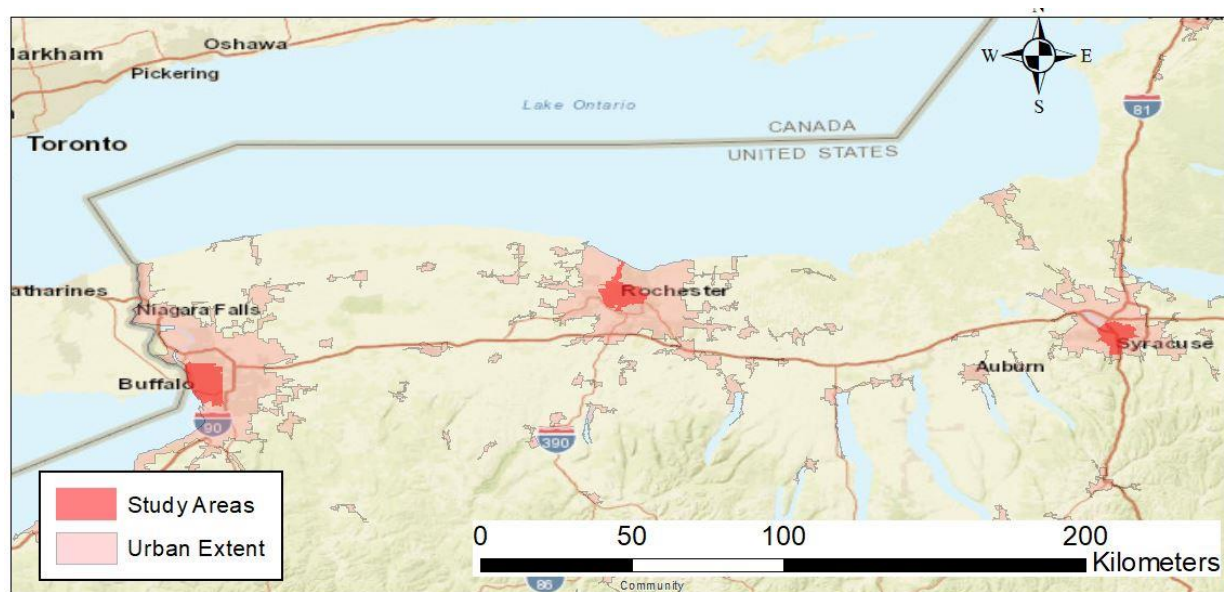 N
W E
S
larkham
Oshawa
Pickering
Lake Ontario
81
Toronto
CANADA
UNITED STATES
atharines
Niagara Falls
Rochester
Buffalo
Auburn
Syracuse
90
390
Study Areas
Urban Extent
0 50 100 200
Kilometers
86
Community